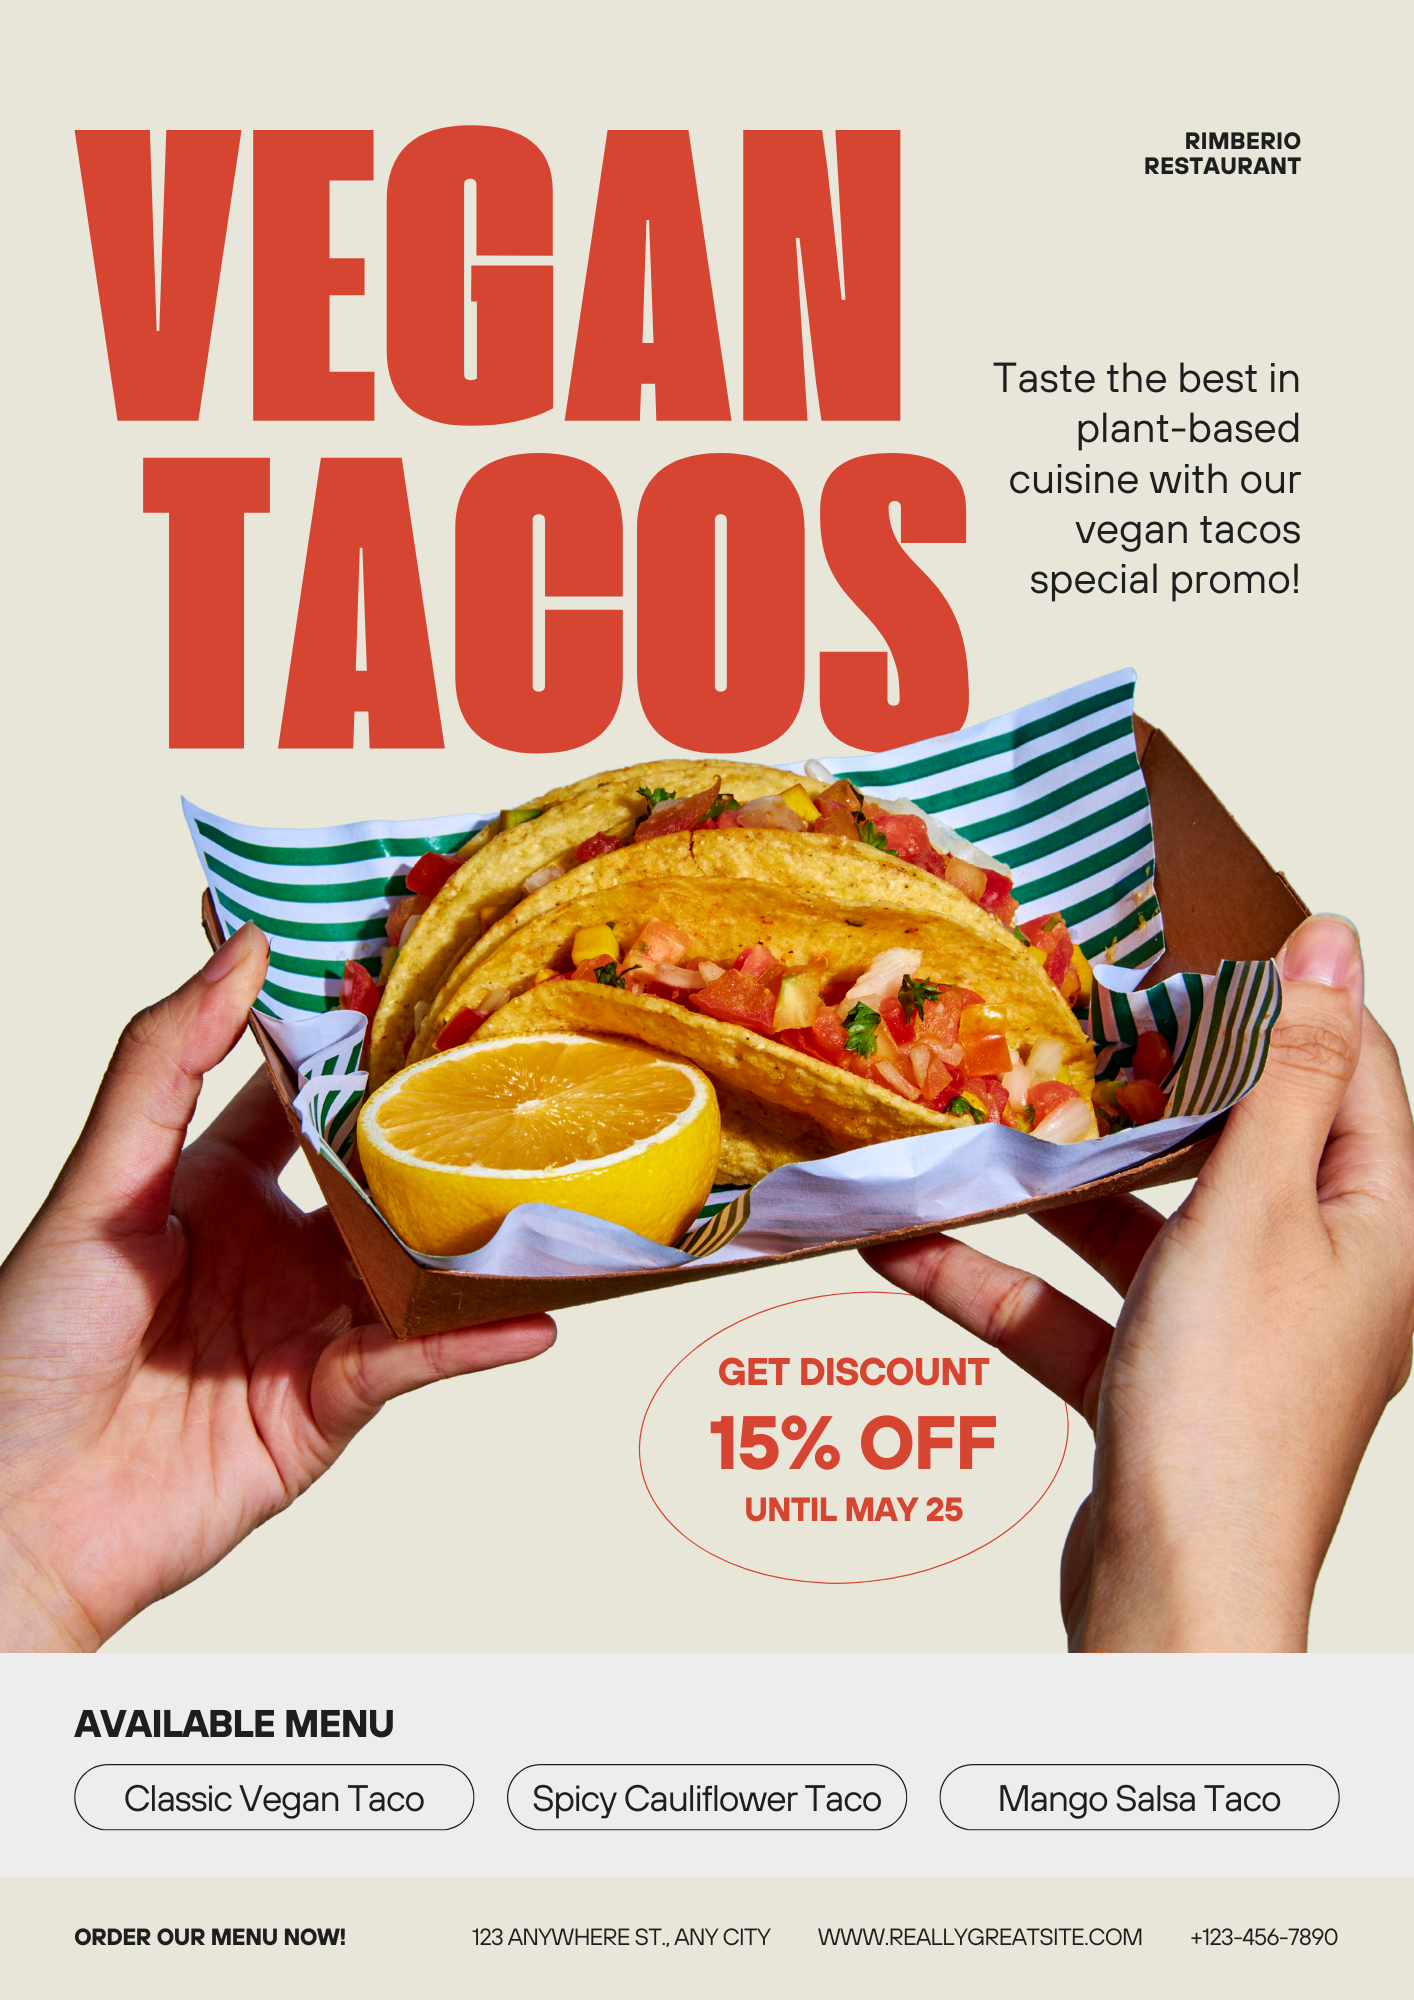 VEGAN
TACOS
RIMBERIO
RESTAURANT
Taste the best in
plant-based
cuisine with our
vegan tacos
special promo!
GET DISCOUNT
15% OFF
UNTIL MAY 25
AVAILABLE MENU
Classic Vegan Taco
Spicy Cauliflower Taco
Mango Salsa Taco
ORDER OUR MENU NOW!
123 ANYWHERE ST., ANY CITY
WWW.REALLYGREATSITE.COM
+123-456-7890